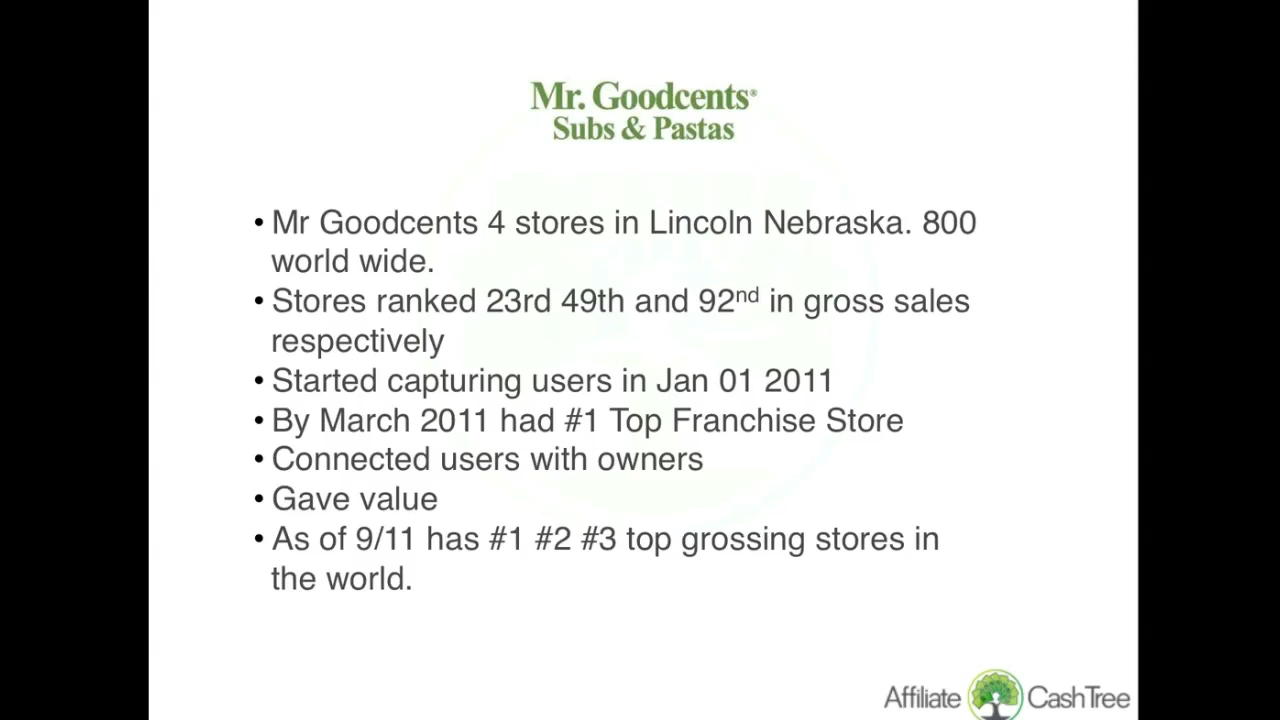 Mr. Goodcents®
Subs & Pastas
• Mr Goodcents 4 stores in Lincoln Nebraska. 800
world wide.
• Stores ranked 23rd 49th and 92nd in gross sales
respectively
• Started capturing users in Jan 01 2011
• By March 2011 had #1 Top Franchise Store
• Connected users with owners
• Gave value
• As of 9/11 has #1 #2 #3 top grossing stores in
the world.
Affiliate CashTree